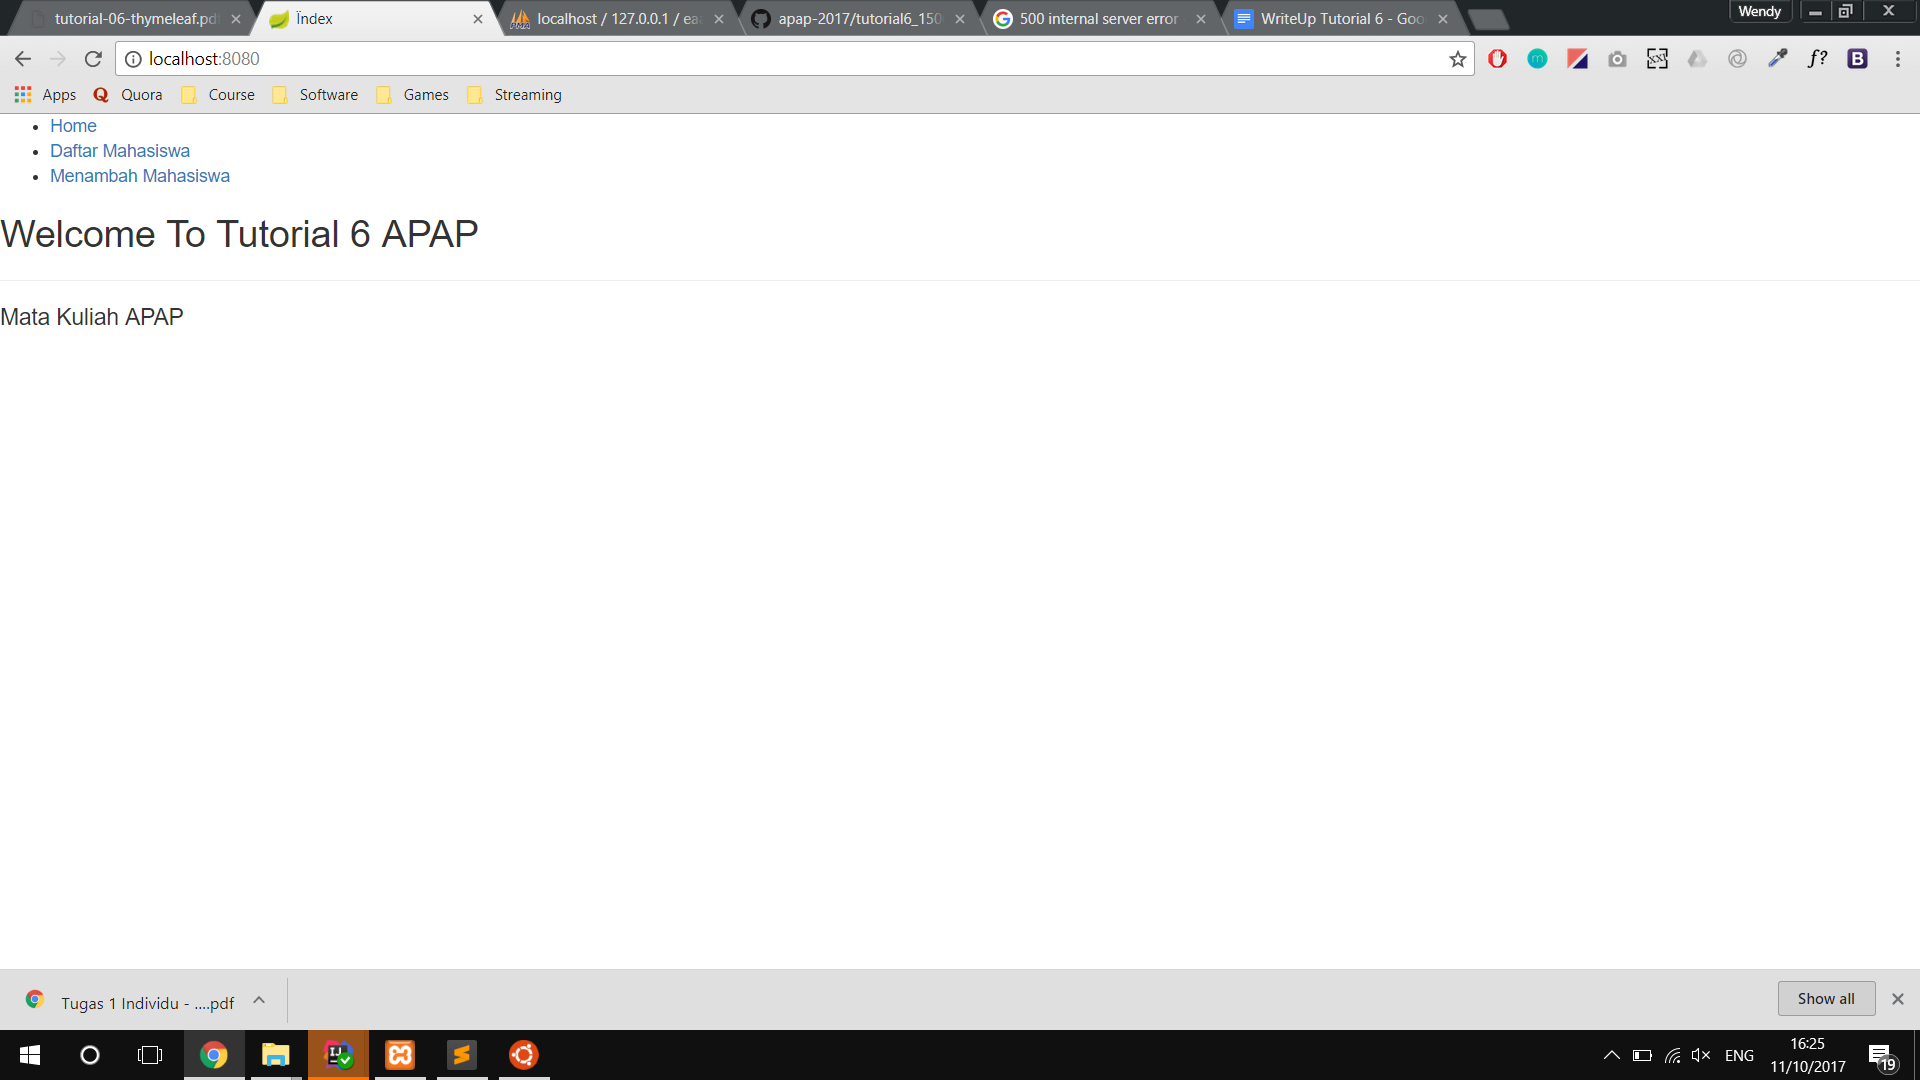 tutorial-06-thymeleaf.pd
Ïndex
localhost / 127.0.0.1 / ea
apap-2017/tutorial6_150
500 internal server error
WriteUp Tutorial 6 - Goo
Wendy
localhost:8080
Apps
Quora
Course
Software
Games
Streaming
Home
Daftar Mahasiswa
Menambah Mahasiswa
Welcome To Tutorial 6 APAP
Mata Kuliah APAP
Tugas 1 Individu - ....pdf
Show all
ENG
16:25
11/10/2017
19